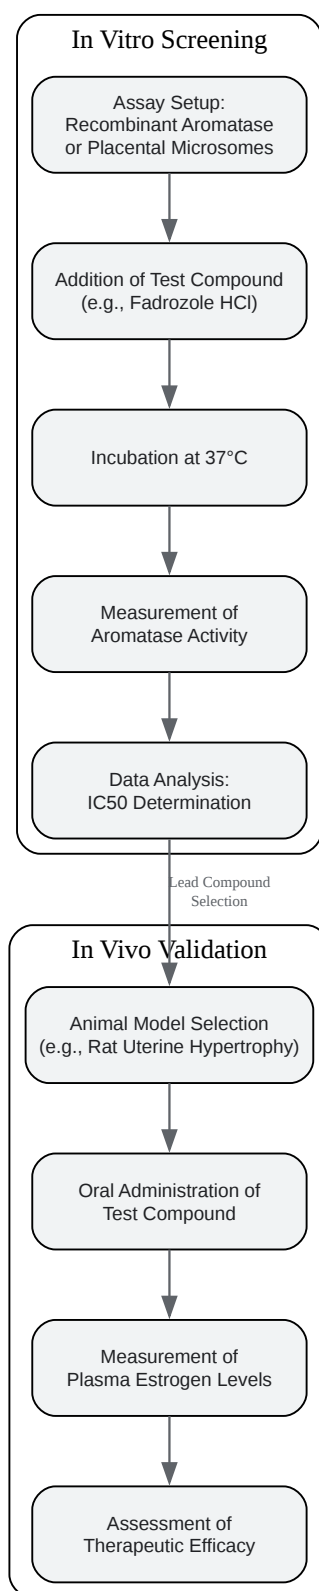 In Vitro Screening
Assay Setup:
Recombinant Aromatase
or Placental Microsomes
Addition of Test Compound
(e.g., Fadrozole HCl)
Incubation at 37°C
Measurement of
Aromatase Activity
Data Analysis:
IC50 Determination
Lead Compound
Selection
In Vivo Validation
Animal Model Selection
(e.g., Rat Uterine Hypertrophy)
Oral Administration of
Test Compound
Measurement of
Plasma Estrogen Levels
Assessment of
Therapeutic Efficacy